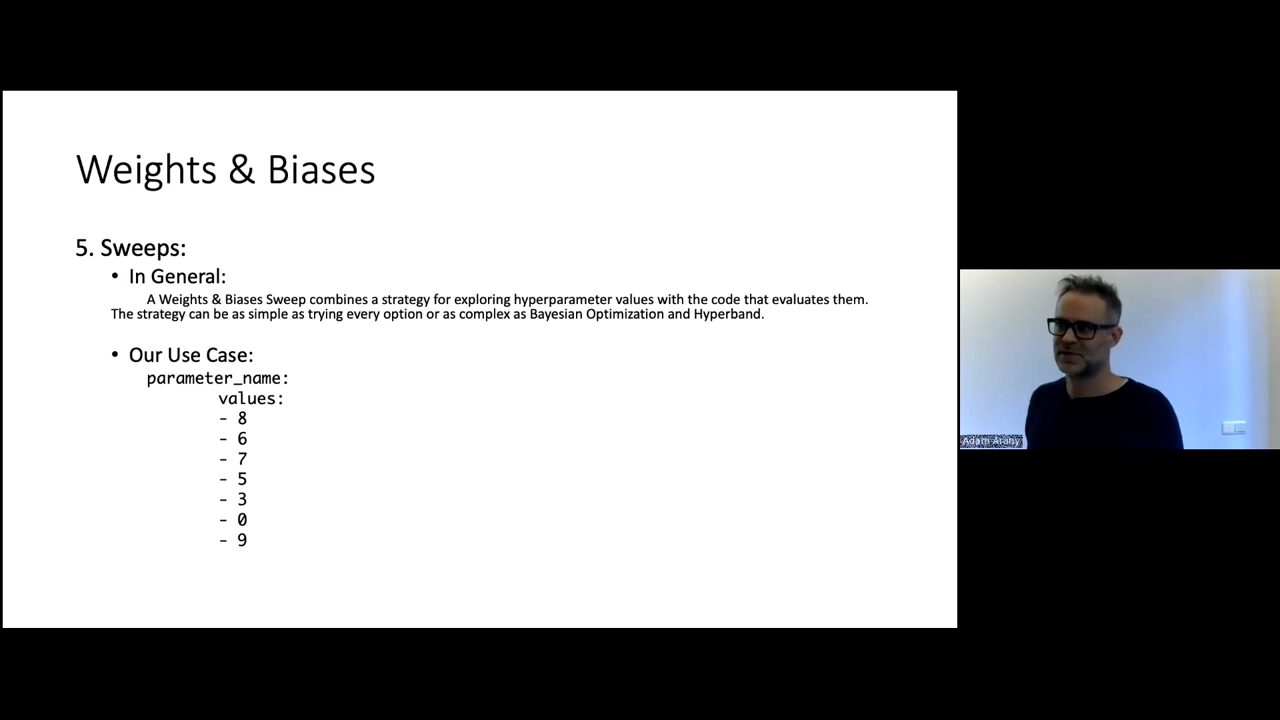 Weights & Biases
5. Sweeps:
• In General:
A Weights & Biases Sweep combines a strategy for exploring hyperparameter values with the code that evaluates them.
The strategy can be as simple as trying every option or as complex as Bayesian Optimization and Hyperband.
• Our Use Case:
parameter_name:
values:
- 8
- 6
- 7
- 5
- 3
- 0
- 9
Adam Arany